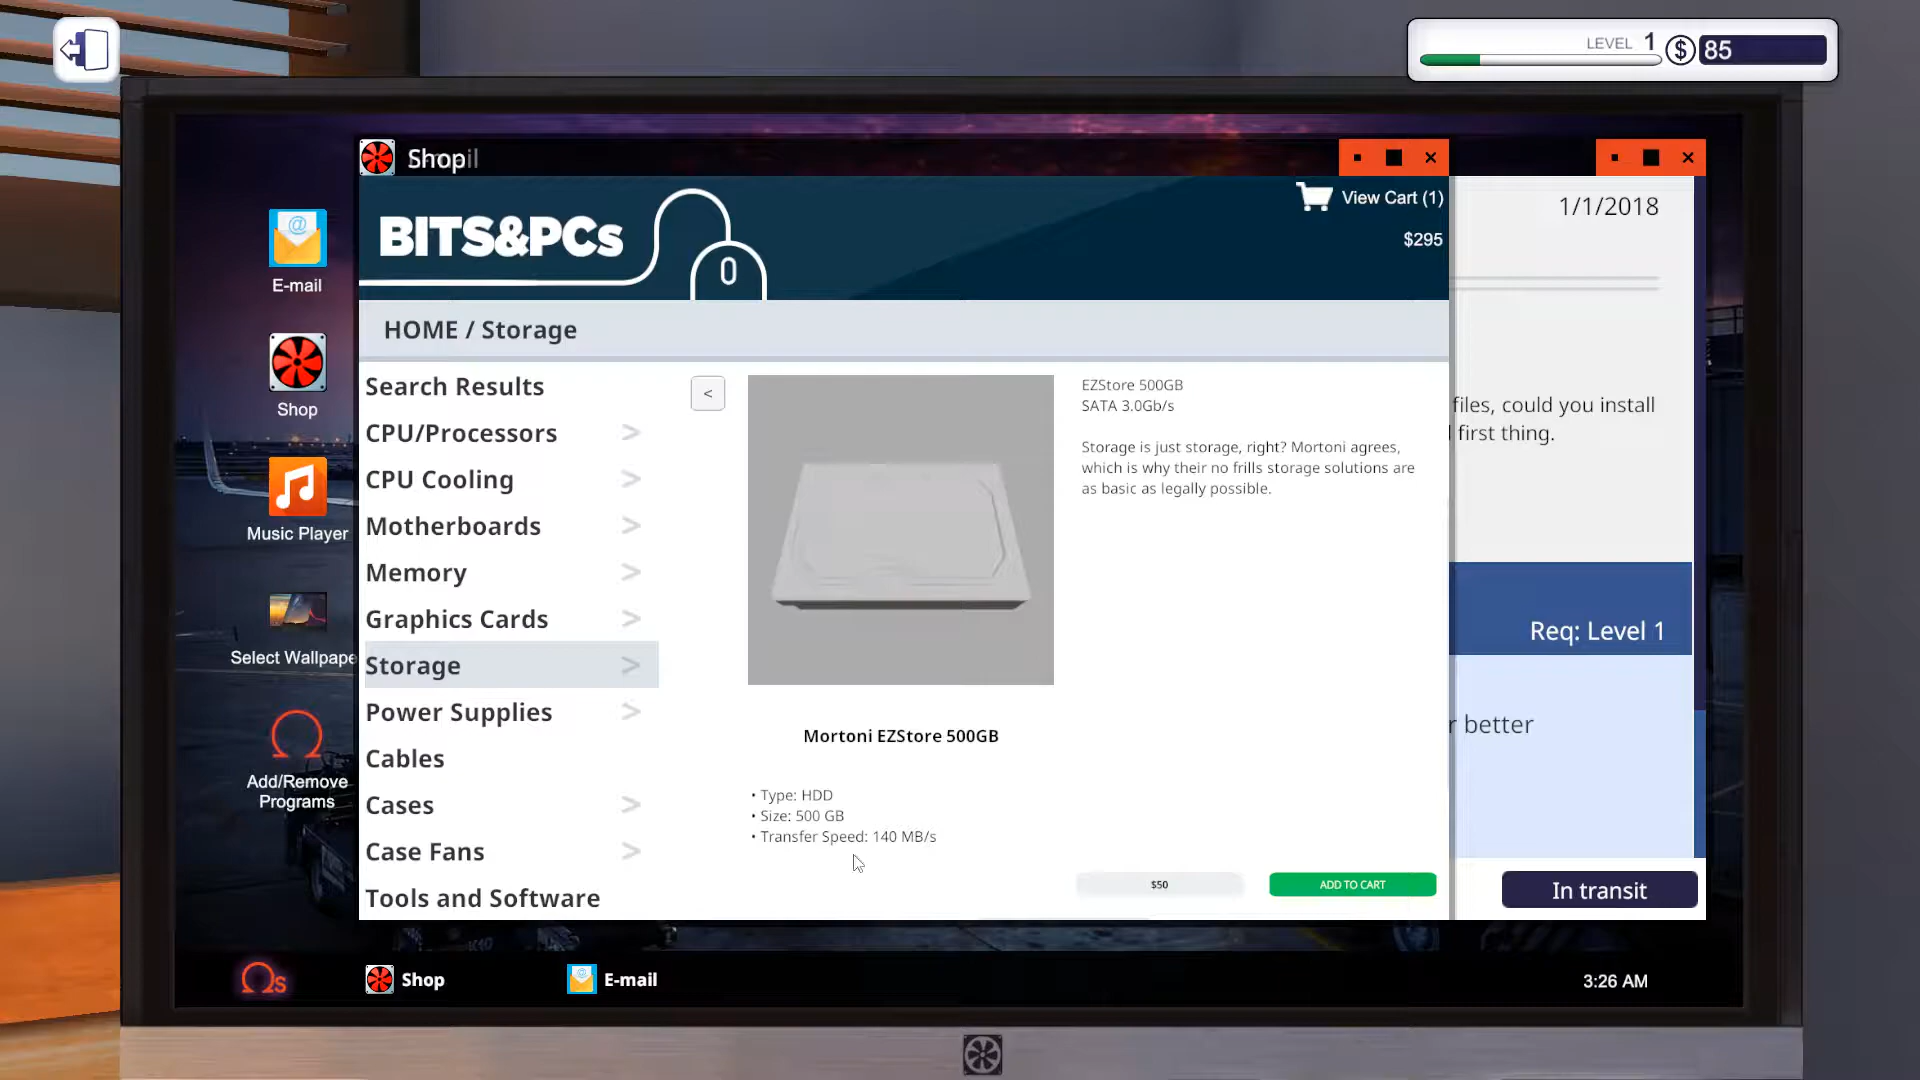 LEVEL 1
$ 85
Shop
View Cart (1)
$295
BITS&PCs
HOME / Storage
Search Results
CPU/Processors >
CPU Cooling >
Motherboards >
Memory >
Graphics Cards >
Storage >
Power Supplies >
Cables
Cases >
Case Fans >
Tools and Software
<
EZStore 500GB
SATA 3.0Gb/s
Storage is just storage, right? Mortoni agrees,
which is why their no frills storage solutions are
as basic as legally possible.
Mortoni EZStore 500GB
• Type: HDD
• Size: 500 GB
• Transfer Speed: 140 MB/s
$50
ADD TO CART
1/1/2018
files, could you install
first thing.
Req: Level 1
r better
In transit
E-mail
Shop
Music Player
Select Wallpape
Add/Remove
Programs
Ωs
Shop
E-mail
3:26 AM